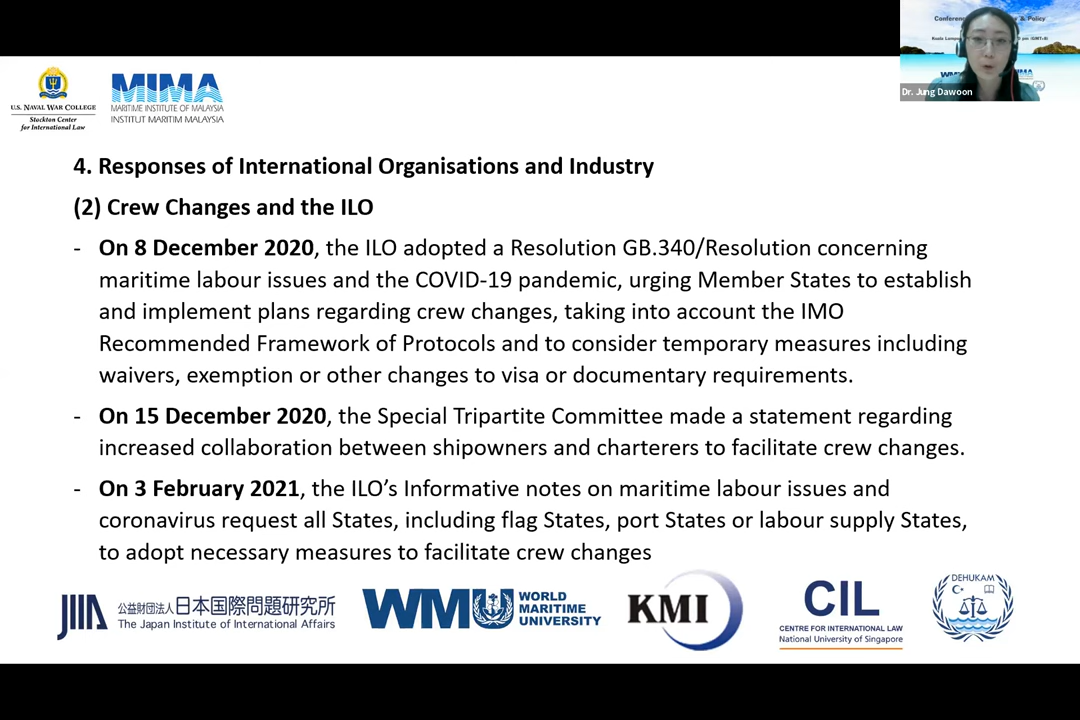 U.S. NAVAL WAR COLLEGE
Stockton Center
for International Law
MIMA
MARITIME INSTITUTE OF MALAYSIA
INSTITUT MARITIM MALAYSIA
Dr. Jung Dawoon
4. Responses of International Organisations and Industry
(2) Crew Changes and the ILO
- On 8 December 2020, the ILO adopted a Resolution GB.340/Resolution concerning
maritime labour issues and the COVID-19 pandemic, urging Member States to establish
and implement plans regarding crew changes, taking into account the IMO
Recommended Framework of Protocols and to consider temporary measures including
waivers, exemption or other changes to visa or documentary requirements.
- On 15 December 2020, the Special Tripartite Committee made a statement regarding
increased collaboration between shipowners and charterers to facilitate crew changes.
- On 3 February 2021, the ILO’s Informative notes on maritime labour issues and
coronavirus request all States, including flag States, port States or labour supply States,
to adopt necessary measures to facilitate crew changes
JIIA
公益財団法人日本国際問題研究所
The Japan Institute of International Affairs
WMU
WORLD
MARITIME
UNIVERSITY
KMI
CIL
CENTRE FOR INTERNATIONAL LAW
National University of Singapore
DEHUKAM